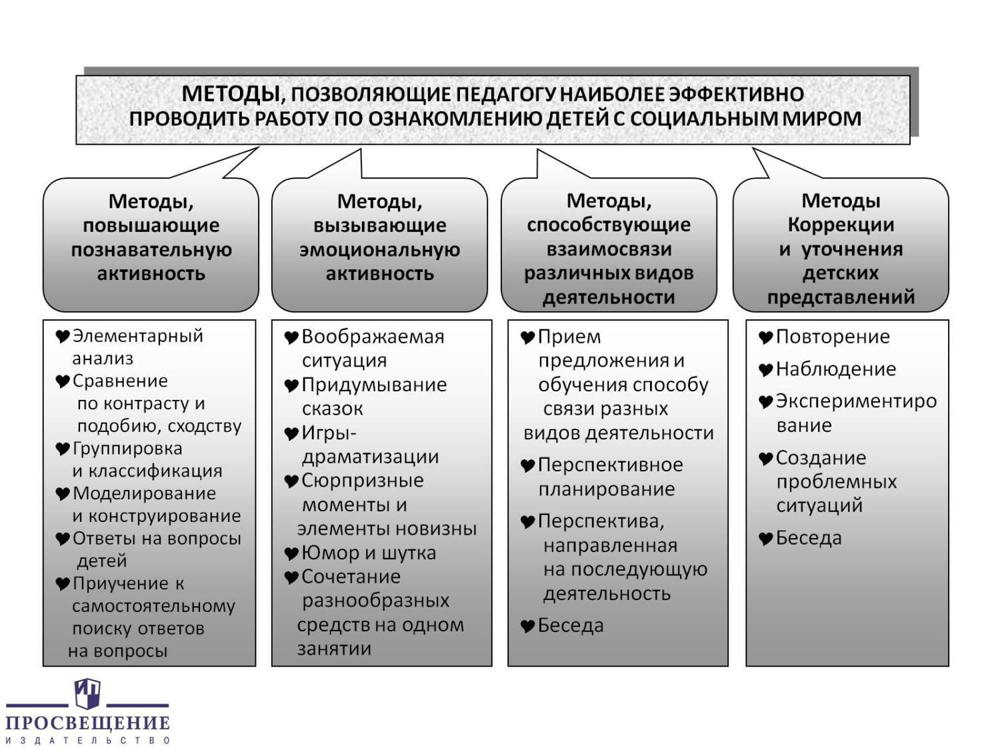 МЕТОДЫ, ПОЗВОЛЯЮЩИЕ ПЕДАГОГУ НАИБОЛЕЕ ЭФФЕКТИВНО
ПРОВОДИТЬ РАБОТУ ПО ОЗНАКОМЛЕНИЮ ДЕТЕЙ С СОЦИАЛЬНЫМ МИРОМ
Методы,
повышающие
познавательную
активность
Элементарный
анализ
Сравнение
по контрасту и
подобию, сходству
Группировка
и классификация
Моделирование
и конструирование
Ответы на вопросы
детей
Приучение к
самостоятельному
поиску ответов
на вопросы
Методы,
вызывающие
эмоциональную
активность
Воображаемая
ситуация
Придумывание
сказок
Игры-
драматизации
Сюрпризные
моменты и
элементы новизны
Юмор и шутка
Сочетание
разнообразных
средств на одном
занятии
Методы,
способствующие
взаимосвязи
различных видов
деятельности
Прием
предложения и
обучения способу
связи разных
видов деятельности
Перспективное
планирование
Перспектива,
направленная
на последующую
деятельность
Беседа
Методы
Коррекции
и уточнения
детских
представлений
Повторение
Наблюдение
Экспериментиро
вание
Создание
проблемных
ситуаций
Беседа
ИП
ПРОСВЕЩЕНИЕ
ИЗДАТЕЛЬСТВО